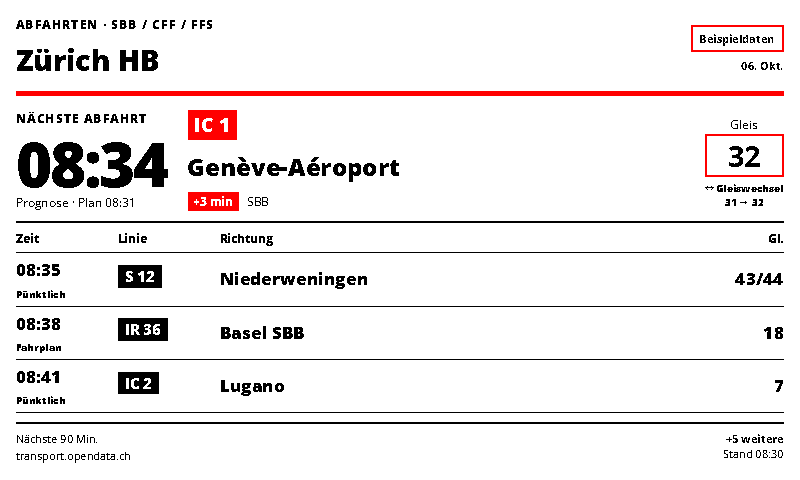 ABFAHRTEN · SBB / CFF / FFS
Zürich HB
Beispieldaten
06. Okt.
NÄCHSTE ABFAHRT
08:34
Prognose · Plan 08:31
IC 1
Genève-Aéroport
+3 min SBB
Gleis
32
↔ Gleiswechsel
31 → 32
Zeit Linie Richtung Gl.
08:35 S 12 Niederweningen 43/44
Pünktlich
08:38 IR 36 Basel SBB 18
Fahrplan
08:41 IC 2 Lugano 7
Pünktlich
Nächste 90 Min. +5 weitere
transport.opendata.ch Stand 08:30